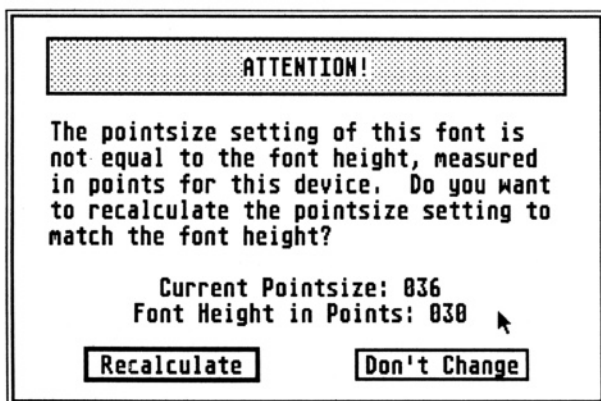 ATTENTION!
The pointsize setting of this font is
not equal to the font height, measured
in points for this device. Do you want
to recalculate the pointsize setting to
match the font height?
Current Pointsize: 036
Font Height in Points: 030
Recalculate Don't Change